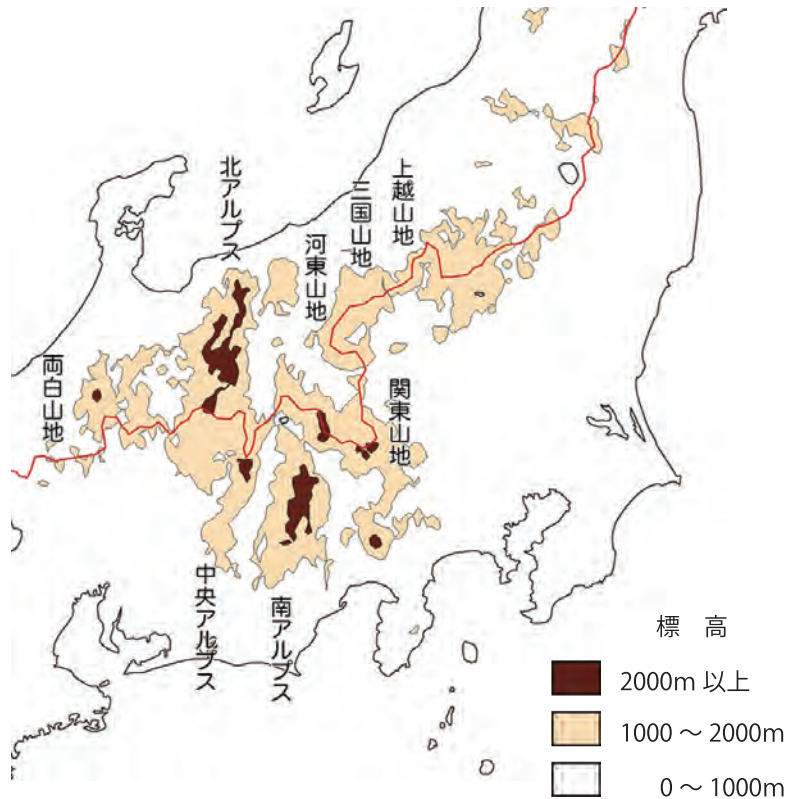 上越山地
三国山地
北アルプス
河東山地
両白山地
関東山地
中央アルプス
南アルプス
標 高
2000m 以上
1000 ～ 2000m
0 ～ 1000m